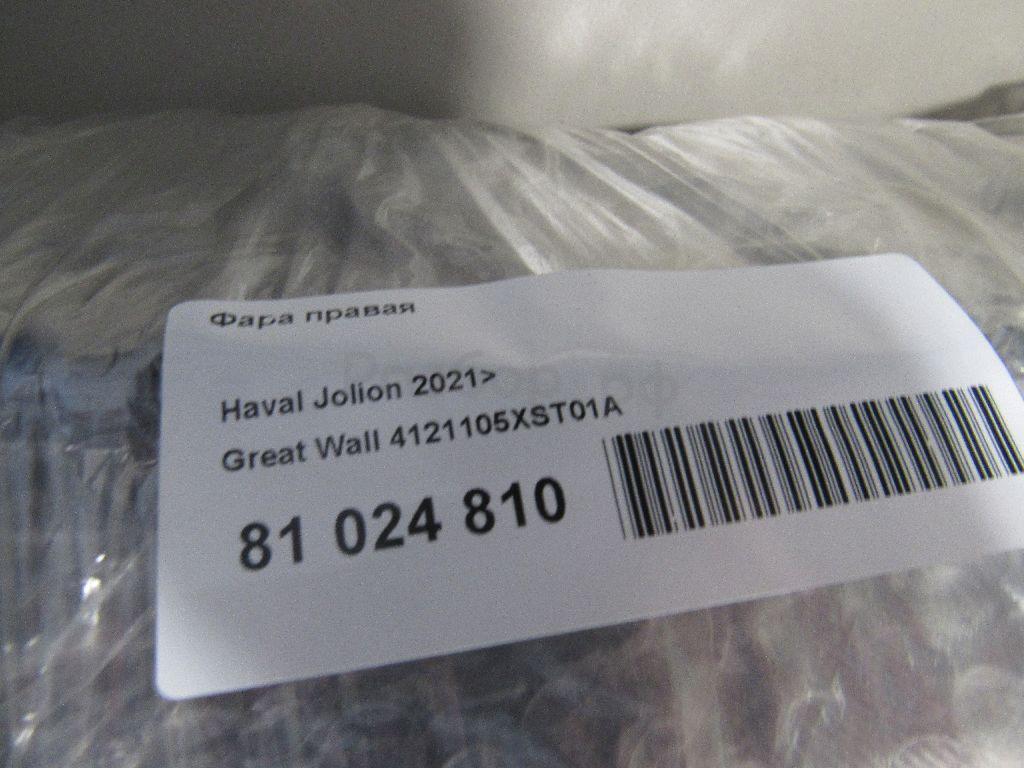 Фара правая
Haval Jolion 2021>
Great Wall 4121105XST01A
81 024 810